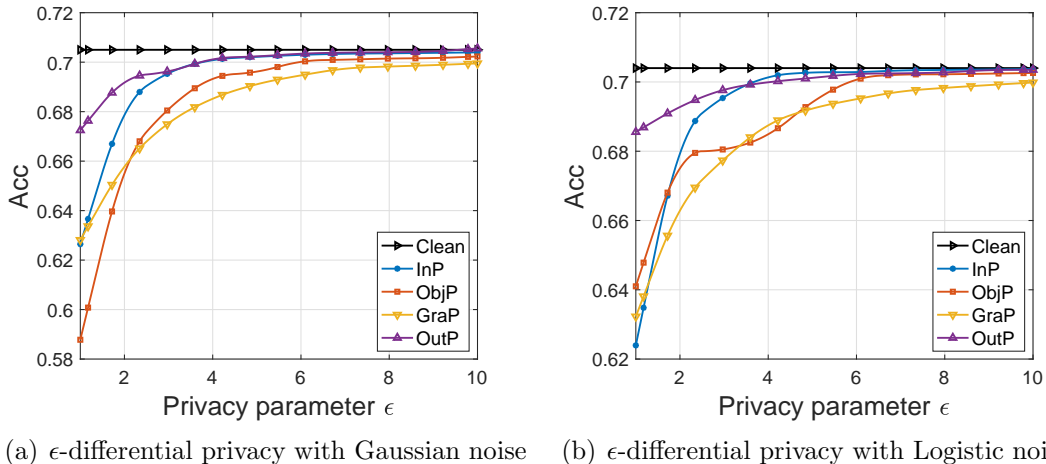 0.72
0.7
0.68
0.66
0.64
0.62
0.6
0.58
Acc
2 4 6 8 10
Privacy parameter ϵ
Clean
InP
ObjP
GraP
OutP
(a) ϵ-differential privacy with Gaussian noise
0.72
0.7
0.68
0.66
0.64
0.62
Acc
2 4 6 8 10
Privacy parameter ϵ
Clean
InP
ObjP
GraP
OutP
(b) ϵ-differential privacy with Logistic noi